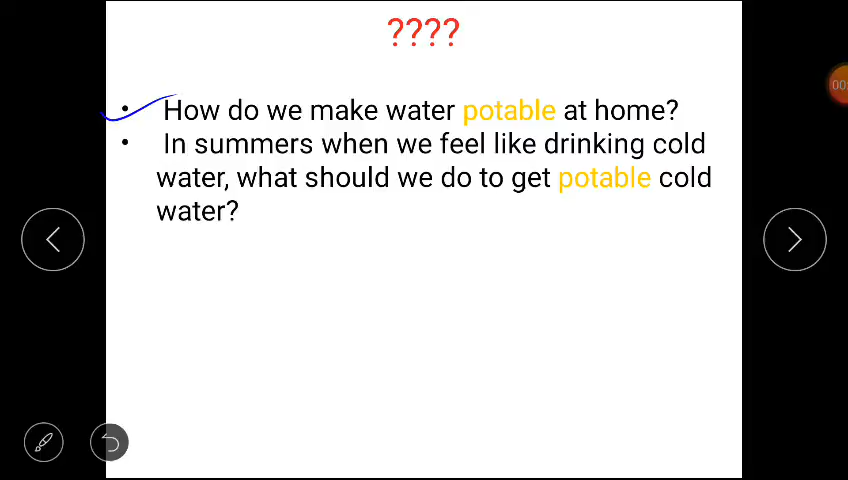 ????
• How do we make water potable at home?
• In summers when we feel like drinking cold
water, what should we do to get potable cold
water?